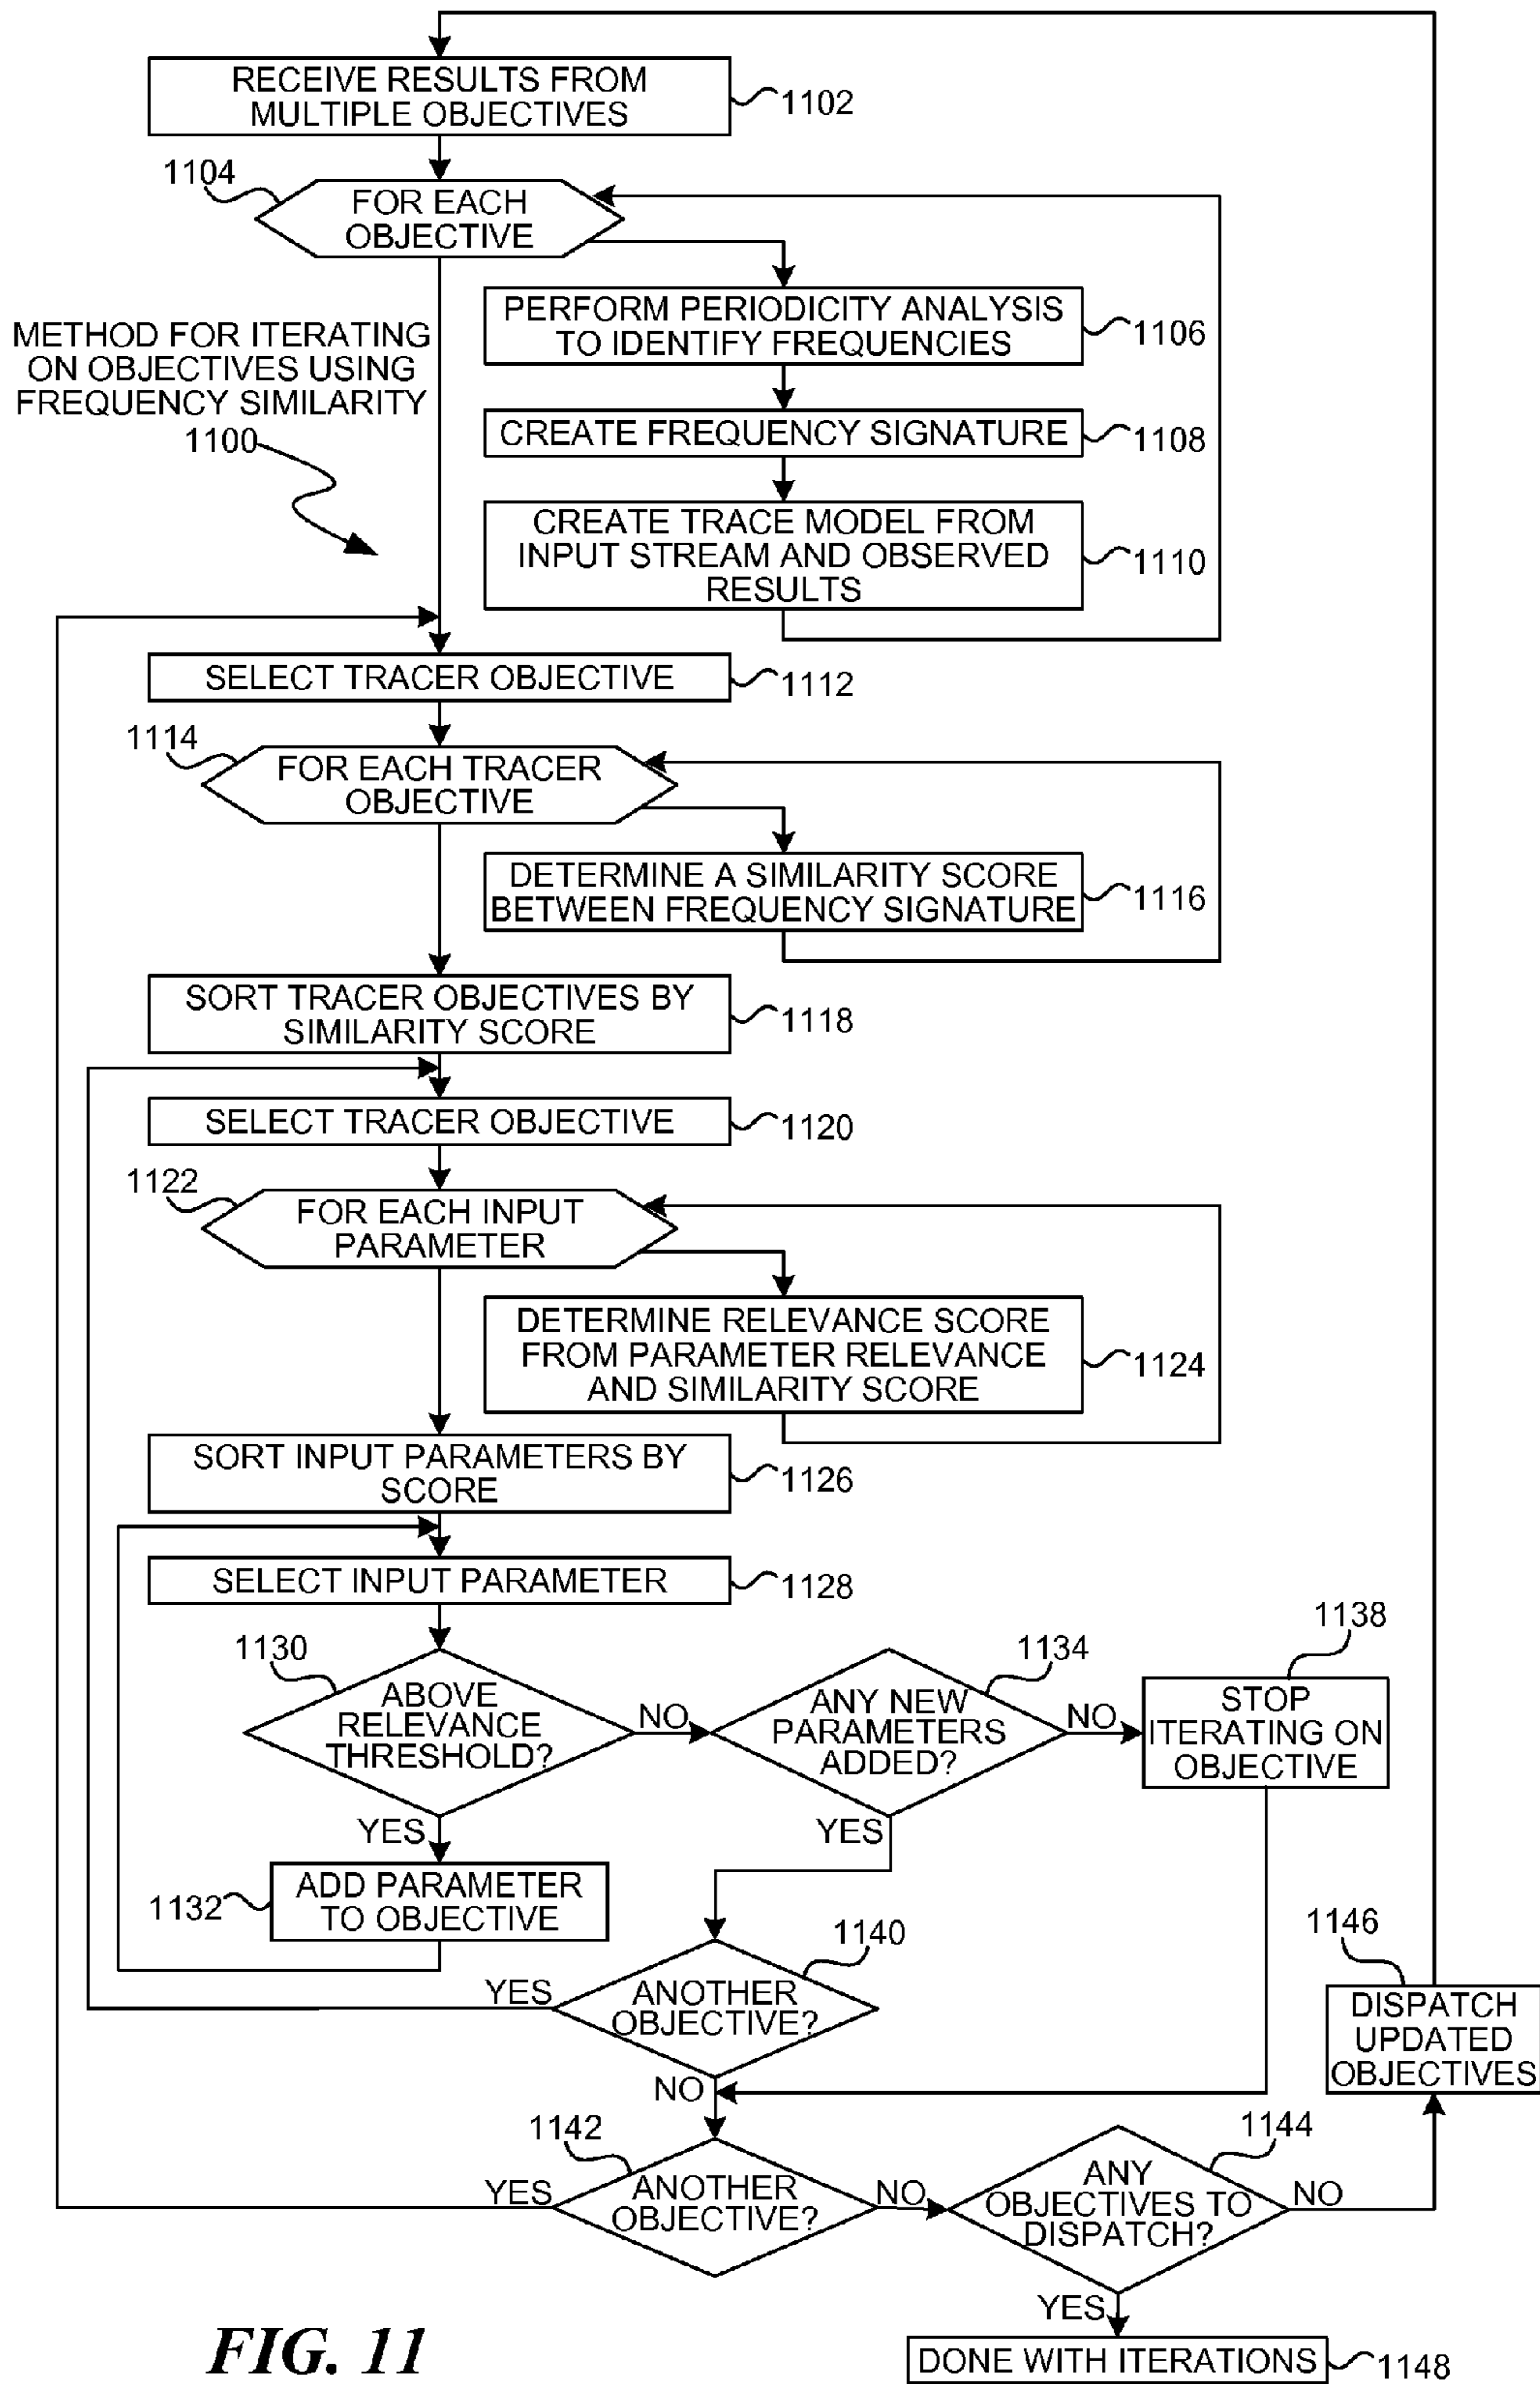 RECEIVE RESULTS FROM
MULTIPLE OBJECTIVES
1102
1104
FOR EACH
OBJECTIVE
PERFORM PERIODICITY ANALYSIS
TO IDENTIFY FREQUENCIES
1106
METHOD FOR ITERATING
ON OBJECTIVES USING
FREQUENCY SIMILARITY
1100
CREATE FREQUENCY SIGNATURE
1108
CREATE TRACE MODEL FROM
INPUT STREAM AND OBSERVED
RESULTS
1110
SELECT TRACER OBJECTIVE
1112
1114
FOR EACH TRACER
OBJECTIVE
DETERMINE A SIMILARITY SCORE
BETWEEN FREQUENCY SIGNATURE
1116
SORT TRACER OBJECTIVES BY
SIMILARITY SCORE
1118
SELECT TRACER OBJECTIVE
1120
1122
FOR EACH INPUT
PARAMETER
DETERMINE RELEVANCE SCORE
FROM PARAMETER RELEVANCE
AND SIMILARITY SCORE
1124
SORT INPUT PARAMETERS BY
SCORE
1126
SELECT INPUT PARAMETER
1128
1130
ABOVE
RELEVANCE
THRESHOLD?
NO
YES
1134
ANY NEW
PARAMETERS
ADDED?
NO
YES
1138
STOP
ITERATING ON
OBJECTIVE
1132
ADD PARAMETER
TO OBJECTIVE
1140
ANOTHER
OBJECTIVE?
YES
NO
1146
DISPATCH
UPDATED
OBJECTIVES
1142
ANOTHER
OBJECTIVE?
YES
NO
1144
ANY
OBJECTIVES TO
DISPATCH?
NO
YES
DONE WITH ITERATIONS
1148
FIG. 11